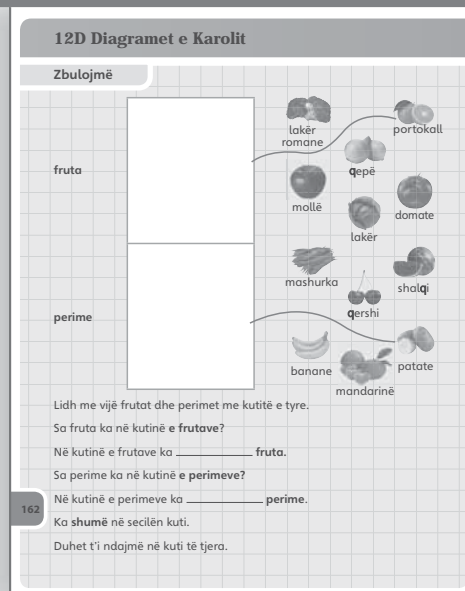 12D Diagramet e Karolit
Zbulojmë
fruta
perime
lakër
romane
portokall
qepë
mollë
domate
lakër
mashurka
shalqi
qershi
banane
patate
mandarinë
Lidh me vijë frutat dhe perimet me kutitë e tyre.
Sa fruta ka në kutinë e frutave?
Në kutinë e frutave ka ____________ fruta.
Sa perime ka në kutinë e perimeve?
Në kutinë e perimeve ka ____________ perime.
Ka shumë në secilën kuti.
Duhet t'i ndajmë në kuti të tjera.
162